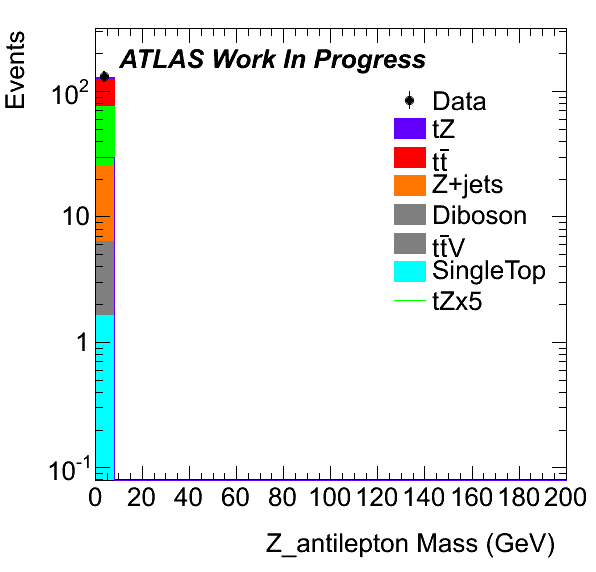 Events
ATLAS Work In Progress
Data
tZ
tt̄
Z+jets
Diboson
tt̄V
SingleTop
tZx5
10²
10
1
10⁻¹
0 20 40 60 80 100 120 140 160 180 200
Z_antilepton Mass (GeV)